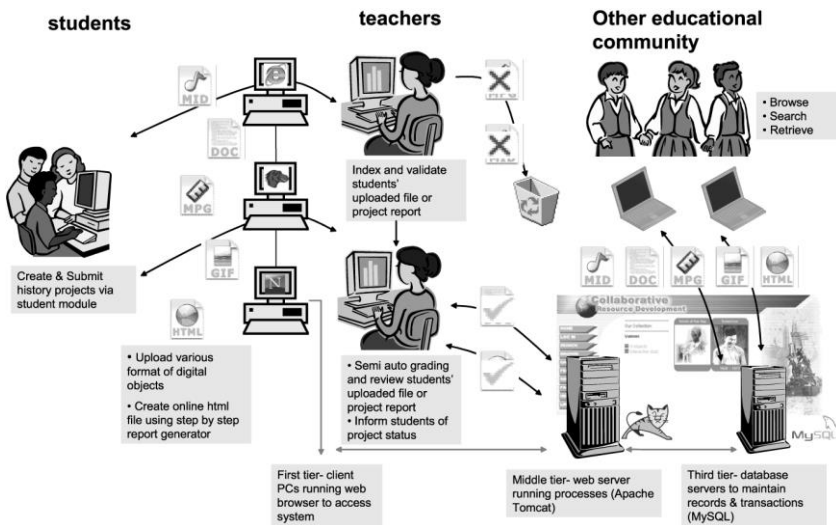 students
teachers
Other educational
community
MID
DOC
MPG
GIF
HTML
• Browse
• Search
• Retrieve
Index and validate
students'
uploaded file or
project report
Create & Submit
history projects via
student module
• Upload various
format of digital
objects
• Create online html
file using step by step
report generator
• Semi auto grading
and review students'
uploaded file or
project report
• Inform students of
project status
MID
DOC
MPG
GIF
HTML
Collaborative
Resource Development
Our Collection
MySQL
First tier- client
PCs running web
browser to access
system
Middle tier- web server
running processes (Apache
Tomcat)
Third tier- database
servers to maintain
records & transactions
(MySQL)